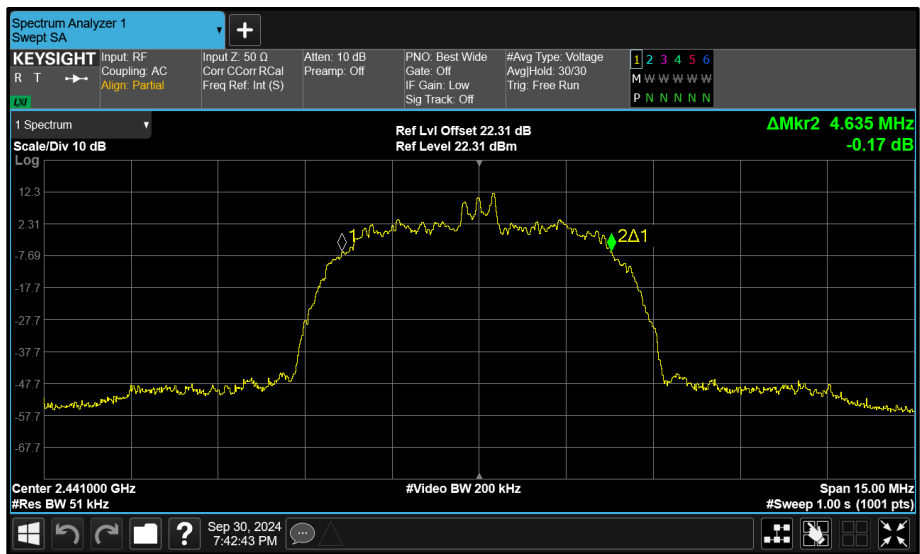 Spectrum Analyzer 1
Swept SA
+
KEYSIGHT
R T
LXI
Input: RF
Coupling: AC
Align: Partial
Input Z: 50 Ω
Corr CCorr RCal
Freq Ref: Int (S)
Atten: 10 dB
Preamp: Off
PNO: Best Wide
Gate: Off
IF Gain: Low
Sig Track: Off
#Avg Type: Voltage
Avg|Hold: 30/30
Trig: Free Run
1 2 3 4 5 6
M W W W W W
P N N N N N
1 Spectrum
Scale/Div 10 dB
Log
Ref Lvl Offset 22.31 dB
Ref Level 22.31 dBm
ΔMkr2 4.635 MHz
-0.17 dB
12.3
2.31
-7.69
-17.7
-27.7
-37.7
-47.7
-57.7
-67.7
1
2Δ1
Center 2.441000 GHz
#Video BW 200 kHz
Span 15.00 MHz
#Res BW 51 kHz
#Sweep 1.00 s (1001 pts)
?
Sep 30, 2024
7:42:43 PM